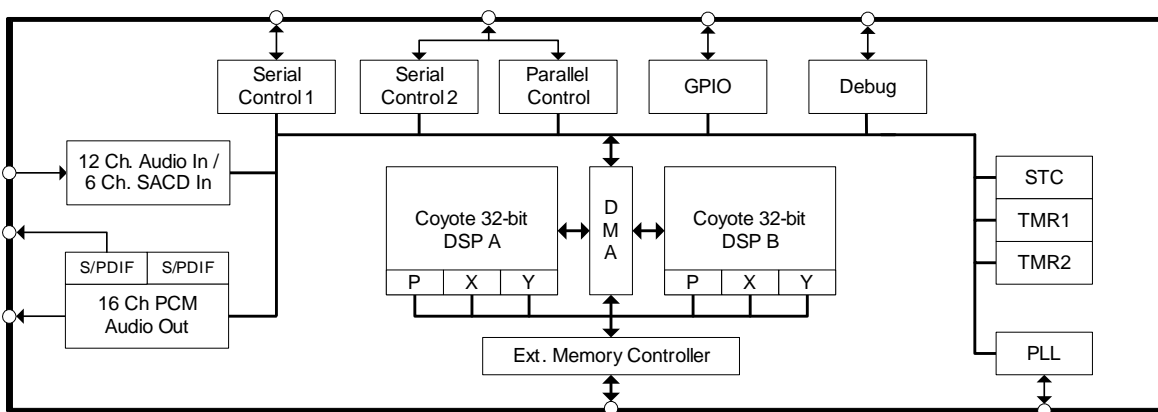 Serial
Control 1
Serial
Control 2
Parallel
Control
GPIO
Debug
12 Ch. Audio In /
6 Ch. SACD In
S/PDIF
S/PDIF
16 Ch PCM
Audio Out
Coyote 32-bit
DSP A
P
X
Y
D
M
A
Coyote 32-bit
DSP B
P
X
Y
Ext. Memory Controller
STC
TMR1
TMR2
PLL